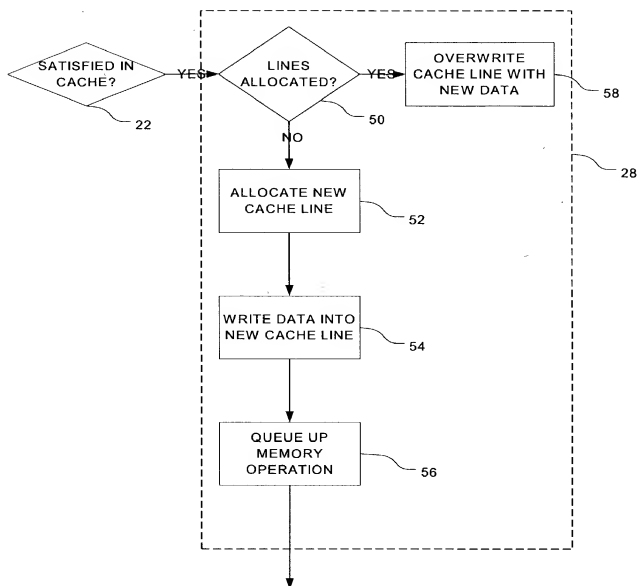 SATISFIED IN
CACHE?
22
YES
LINES
ALLOCATED?
50
YES
OVERWRITE
CACHE LINE WITH
NEW DATA
58
28
NO
ALLOCATE NEW
CACHE LINE
52
WRITE DATA INTO
NEW CACHE LINE
54
QUEUE UP
MEMORY
OPERATION
56